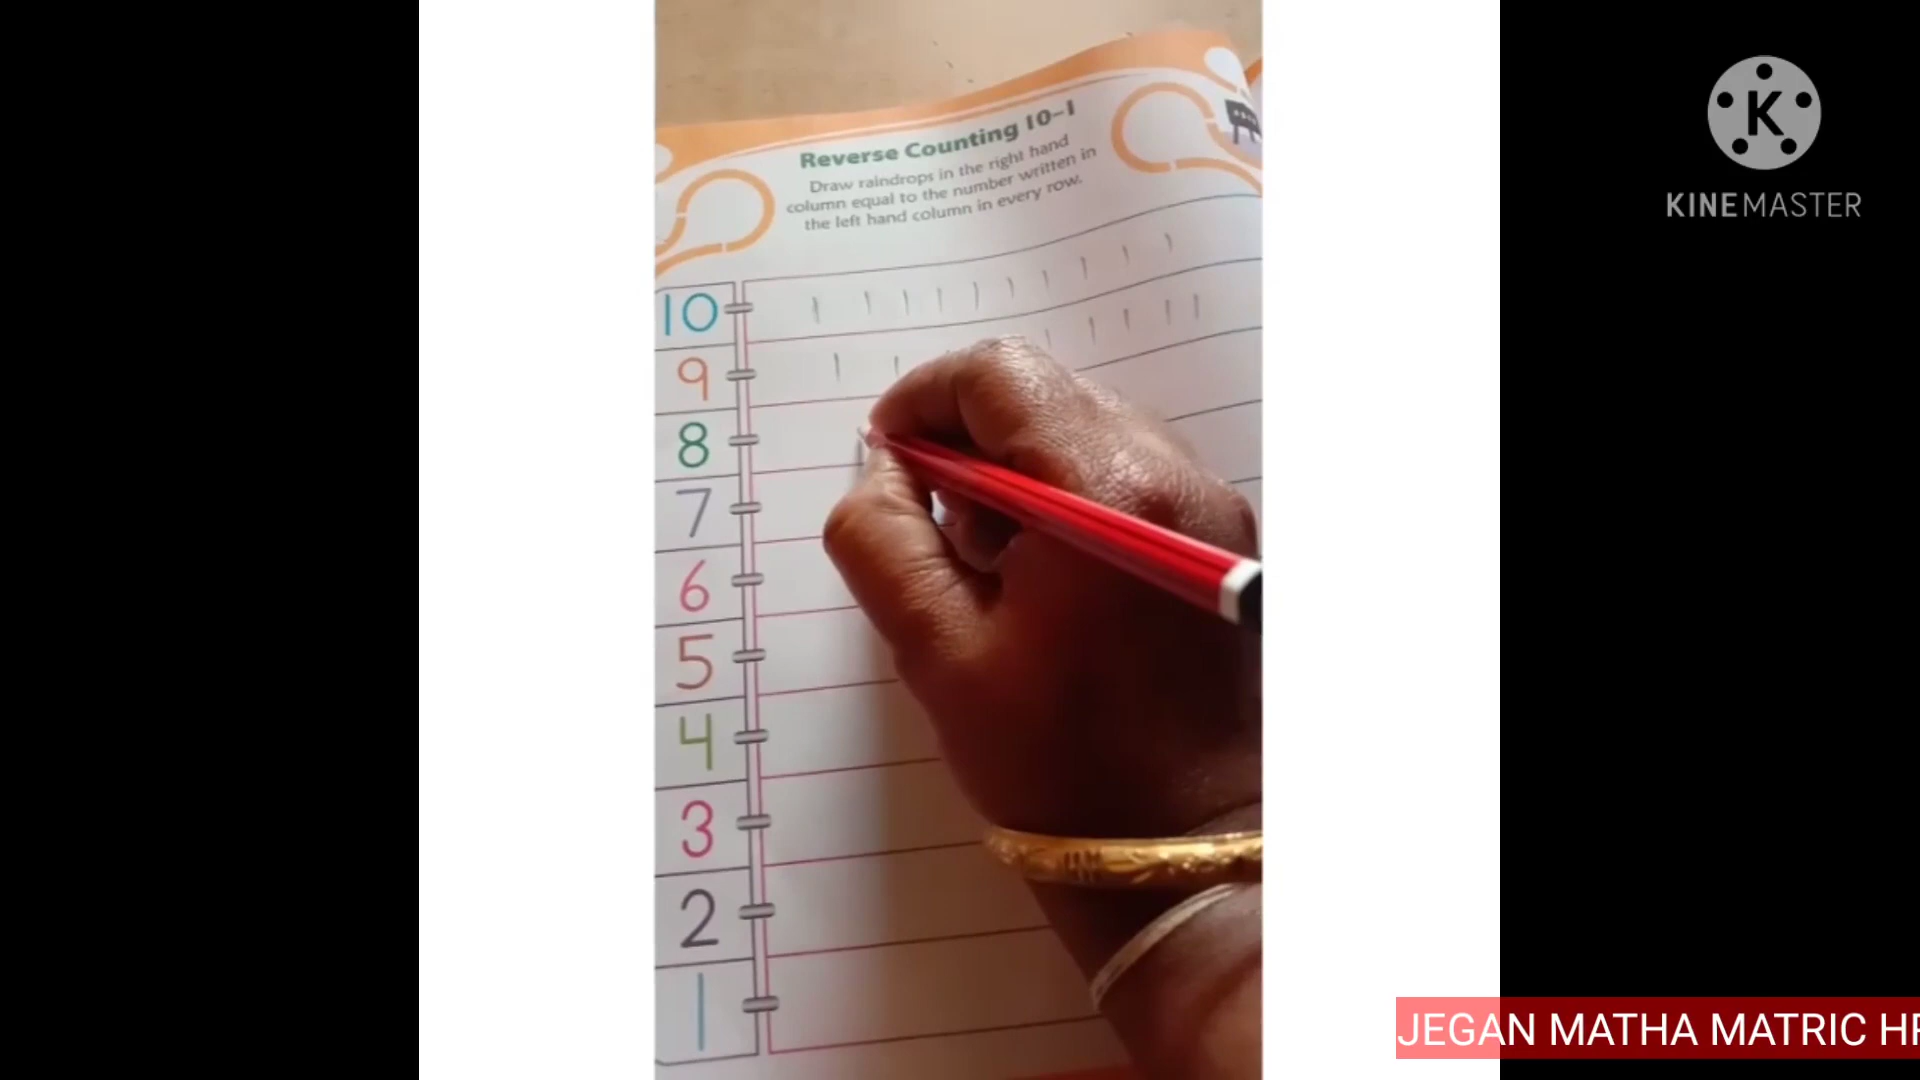 Reverse Counting 10-1
Draw raindrops in the right hand
column equal to the number written in
the left hand column in every row.
10
9
8
7
6
5
4
3
2
1
K
KINEMASTER
JEGAN MATHA MATRIC HR